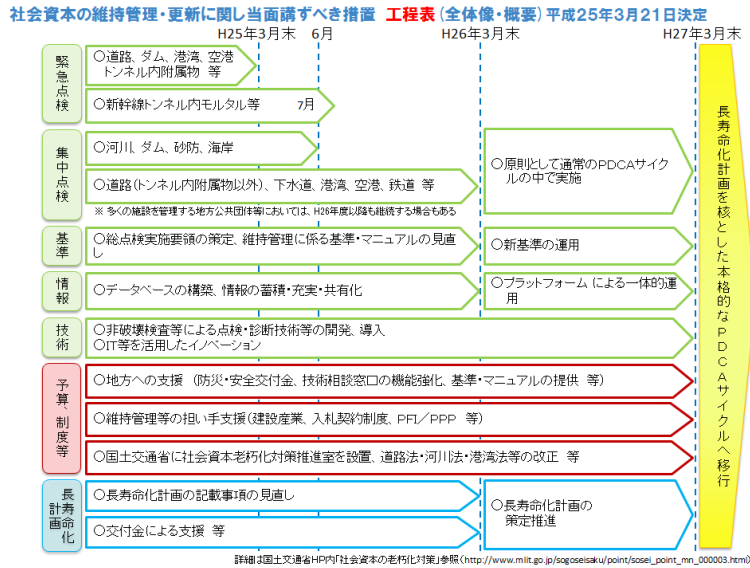 社会資本の維持管理・更新に関し当面講ずべき措置 工程表(全体像・概要)平成25年3月21日決定
H25年3月末 6月 H26年3月末 H27年3月末
緊急点検
○道路、ダム、港湾、空港
トンネル内附属物 等
○新幹線トンネル内モルタル等 7月
集中点検
○河川、ダム、砂防、海岸
○道路(トンネル内附属物以外)、下水道、港湾、空港、鉄道 等
※ 多くの施設を管理する地方公共団体等においては、H26年度以降も継続する場合もある
○原則として通常のPDCAサイク
ルの中で実施
基準
○総点検実施要領の策定、維持管理に係る基準・マニュアルの見直
し
○新基準の運用
情報
○データベースの構築、情報の蓄積・充実・共有化
○プラットフォーム による一体的運
用
技術
○非破壊検査等による点検・診断技術等の開発、導入
○IT等を活用したイノベーション
予算、制度等
○地方への支援 (防災・安全交付金、技術相談窓口の機能強化、基準・マニュアルの提供 等)
○維持管理等の担い手支援(建設産業、入札契約制度、PFI／PPP 等)
○国土交通省に社会資本老朽化対策推進室を設置、道路法・河川法・港湾法等の改正 等
長寿命化
計画
○長寿命化計画の記載事項の見直し
○交付金による支援 等
○長寿命化計画の
策定推進
長寿命化計画を核とした本格的なPDCAサイクルへ移行
詳細は国土交通省HP内「社会資本の老朽化対策」参照(http://www.mlit.go.jp/sogoseisaku/point/sosei_point_mn_000003.html)